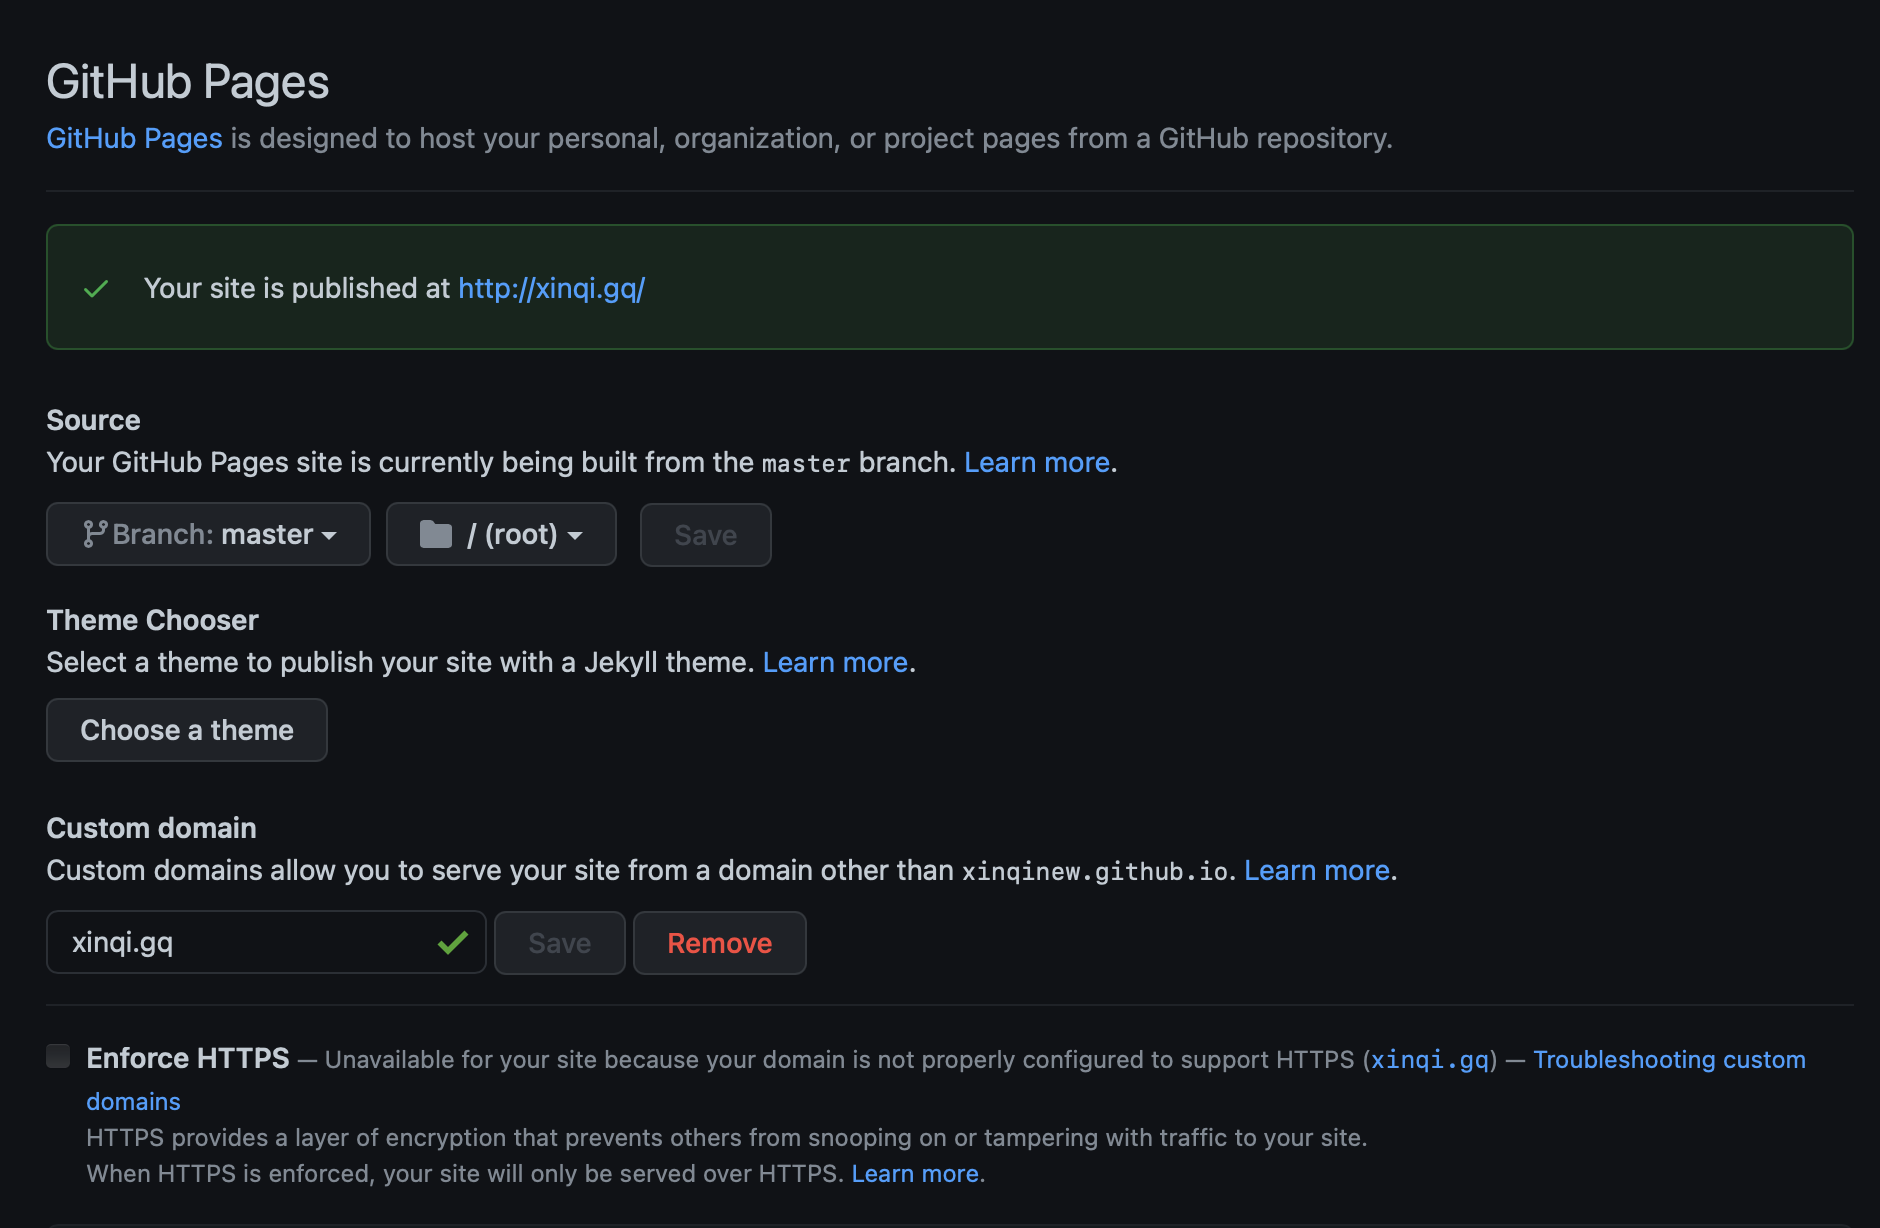 GitHub Pages
GitHub Pages is designed to host your personal, organization, or project pages from a GitHub repository.
Your site is published at http://xinqi.gq/
Source
Your GitHub Pages site is currently being built from the master branch. Learn more.
Branch: master / (root) Save
Theme Chooser
Select a theme to publish your site with a Jekyll theme. Learn more.
Choose a theme
Custom domain
Custom domains allow you to serve your site from a domain other than xinqinew.github.io. Learn more.
xinqi.gq Save Remove
Enforce HTTPS — Unavailable for your site because your domain is not properly configured to support HTTPS (xinqi.gq) — Troubleshooting custom
domains
HTTPS provides a layer of encryption that prevents others from snooping on or tampering with traffic to your site.
When HTTPS is enforced, your site will only be served over HTTPS. Learn more.